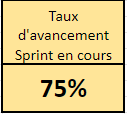 Taux
d'avancement
Sprint en cours
75%